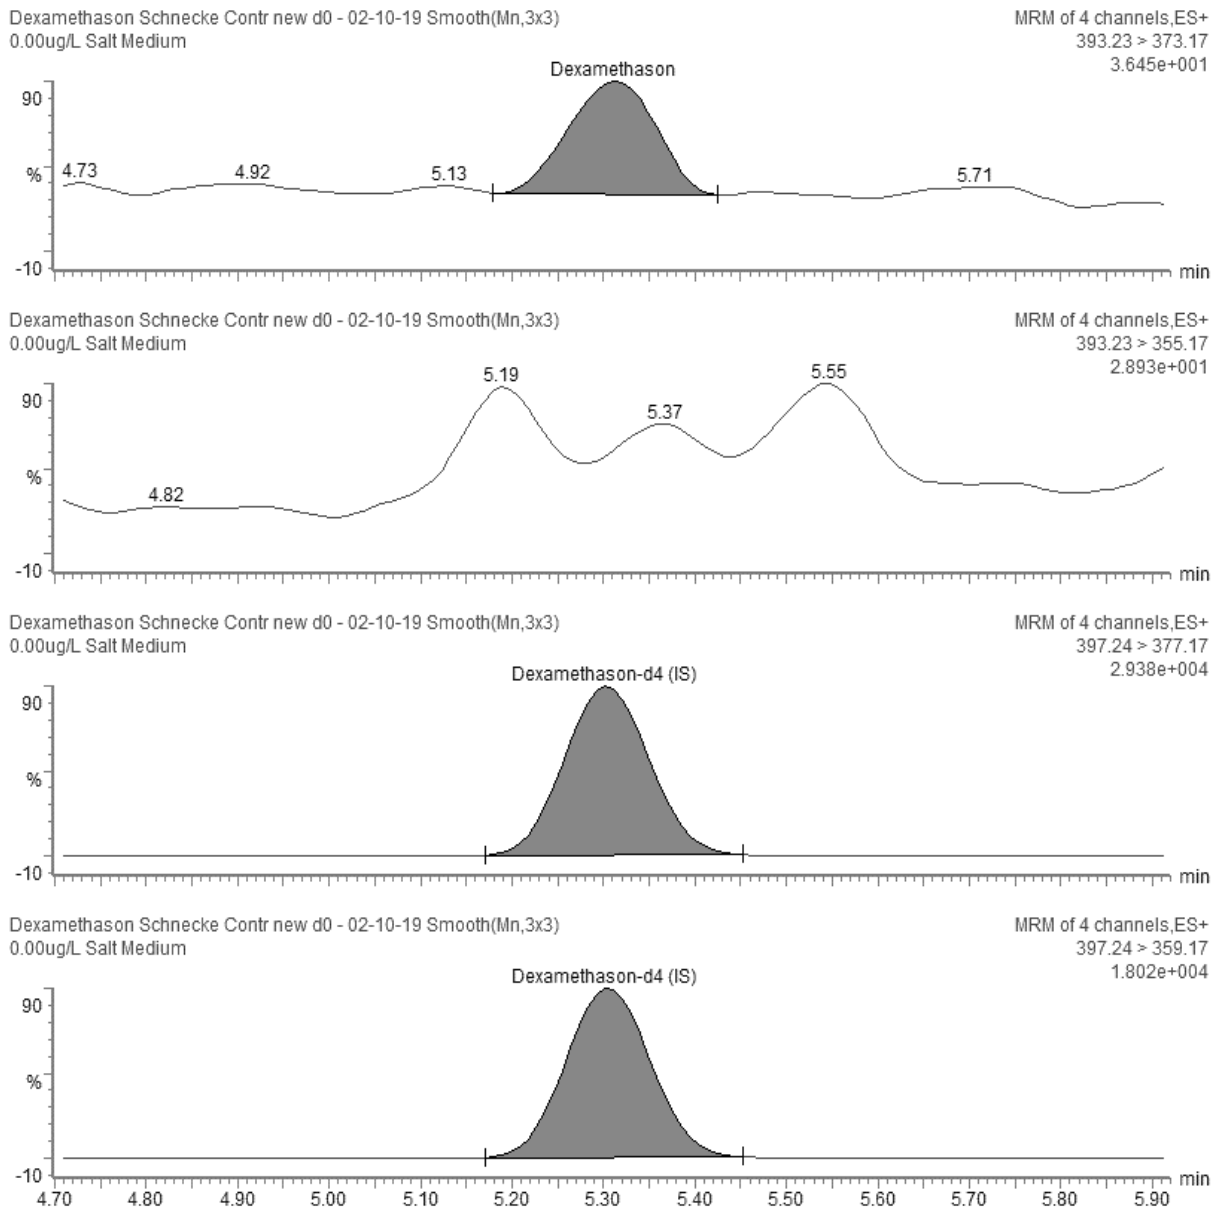 Dexamethason Schnecke Contr new d0 - 02-10-19 Smooth(Mn,3x3)
MRM of 4 channels,ES+
0.00ug/L Salt Medium
393.23 > 373.17
3.645e+001
Dexamethason
90
4.73
4.92
5.13
5.71
%
-10
min
Dexamethason Schnecke Contr new d0 - 02-10-19 Smooth(Mn,3x3)
MRM of 4 channels,ES+
0.00ug/L Salt Medium
393.23 > 355.17
2.893e+001
5.19
5.55
90
5.37
%
4.82
-10
min
Dexamethason Schnecke Contr new d0 - 02-10-19 Smooth(Mn,3x3)
MRM of 4 channels,ES+
0.00ug/L Salt Medium
397.24 > 377.17
2.938e+004
Dexamethason-d4 (IS)
90
%
-10
min
Dexamethason Schnecke Contr new d0 - 02-10-19 Smooth(Mn,3x3)
MRM of 4 channels,ES+
0.00ug/L Salt Medium
397.24 > 359.17
1.802e+004
Dexamethason-d4 (IS)
90
%
-10
min
4.70 4.80 4.90 5.00 5.10 5.20 5.30 5.40 5.50 5.60 5.70 5.80 5.90